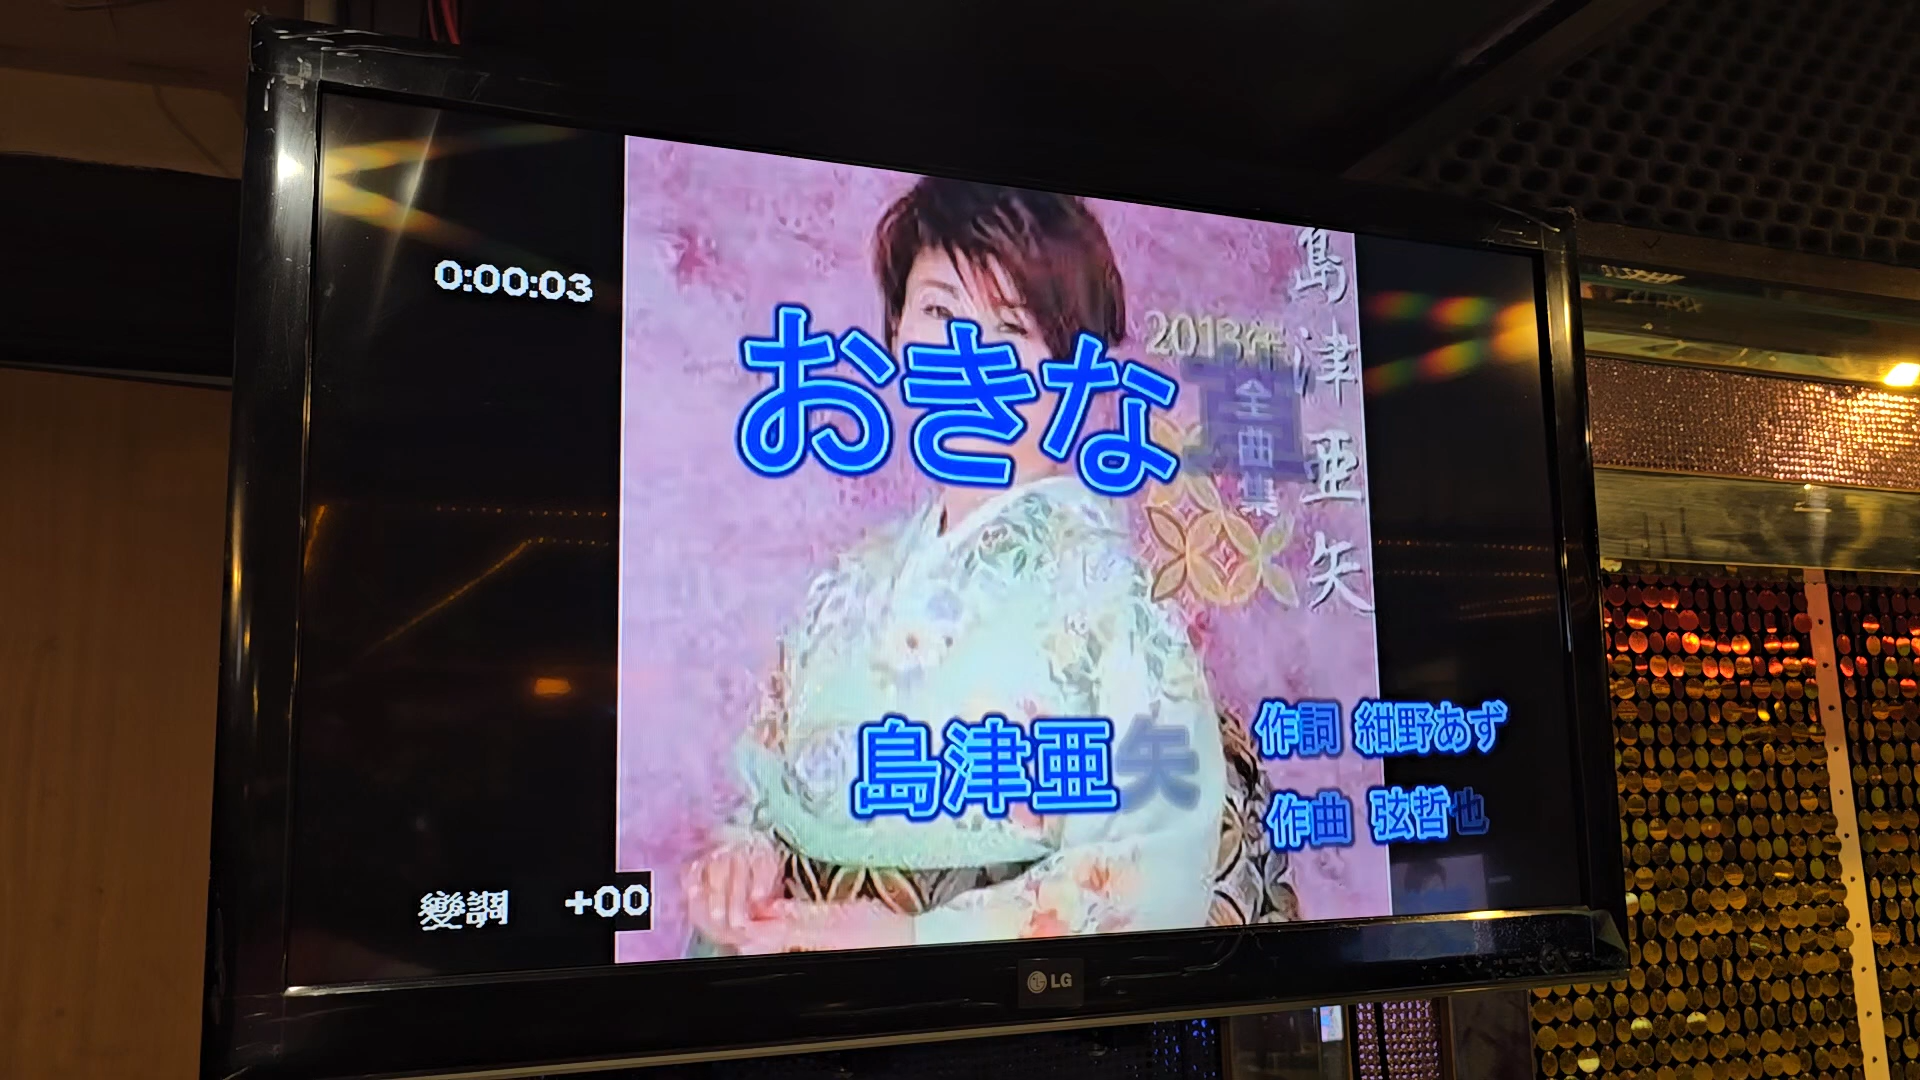 0:00:03
おきな
2013年
全曲集
島津亜矢
島津亜矢
作詞 紺野あずさ
作曲 弦哲也
變調 +00
LG